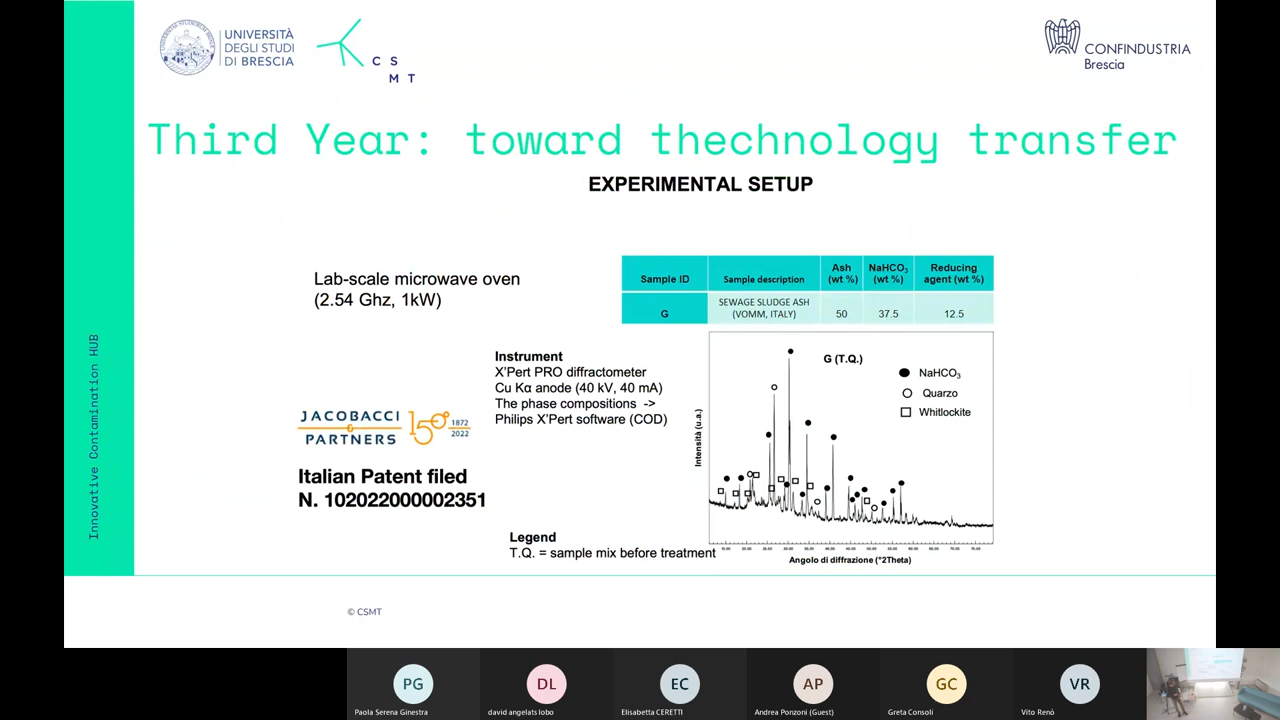 UNIVERSITÀ
DEGLI STUDI
DI BRESCIA
C S
M T
CONFINDUSTRIA
Brescia
Third Year: toward thechnology transfer
EXPERIMENTAL SETUP
Innovative Contamination HUB
Lab-scale microwave oven
(2.54 Ghz, 1kW)
Sample ID Sample description Ash (wt %) NaHCO₃ (wt %) Reducing agent (wt %)
G SEWAGE SLUDGE ASH (VOMM, ITALY) 50 37.5 12.5
Instrument
X'Pert PRO diffractometer
Cu Kα anode (40 kV, 40 mA)
The phase compositions ->
Philips X'Pert software (COD)
JACOBACCI
& PARTNERS
150°
1872
2022
Italian Patent filed
N. 102022000002351
Legend
T.Q. = sample mix before treatment
G (T.Q.)
NaHCO₃
Quarzo
Whitlockite
Intensità (u.a.)
Angolo di diffrazione (°2Theta)
© CSMT
PG
Paola Serena Ginestra
DL
david angelats lobo
EC
Elisabetta CERETTI
AP
Andrea Ponzoni (Guest)
GC
Greta Consoli
VR
Vito Renò